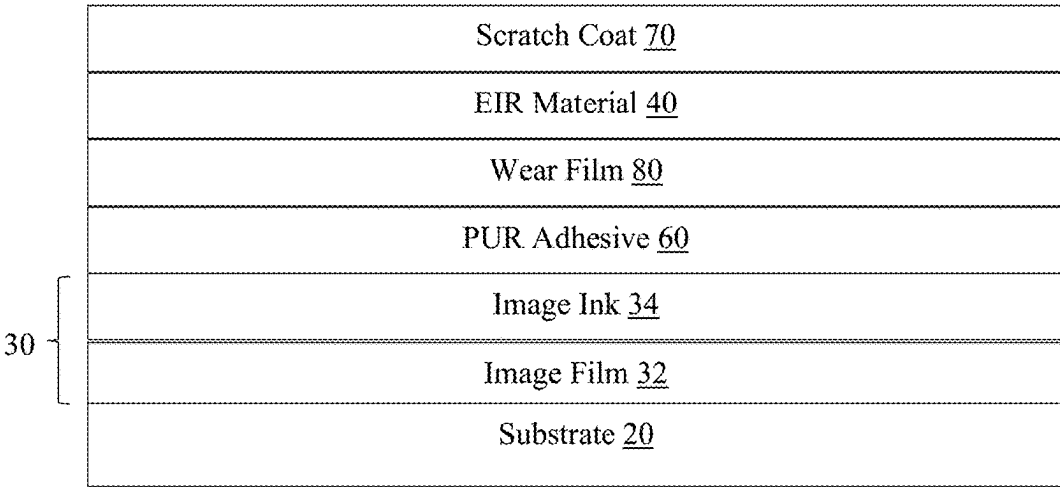 Scratch Coat 70
EIR Material 40
Wear Film 80
PUR Adhesive 60
Image Ink 34
30
Image Film 32
Substrate 20